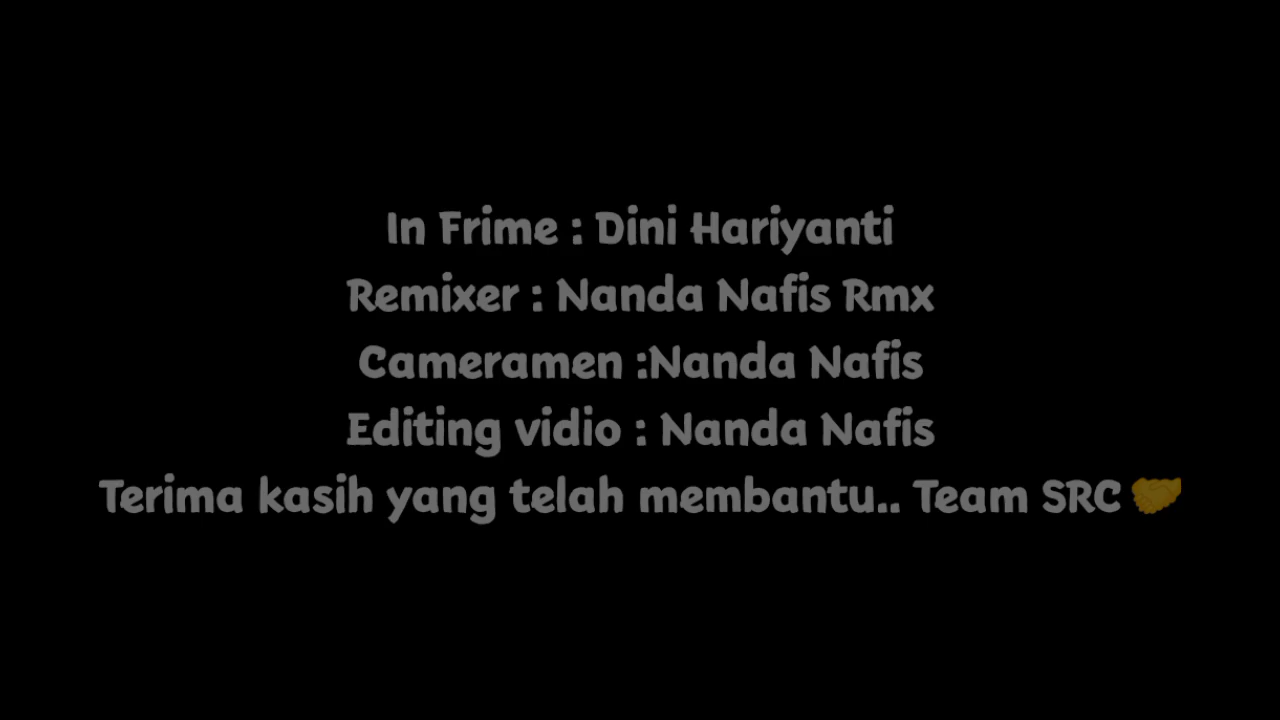 In Frime : Dini Hariyanti
Remixer : Nanda Nafis Rmx
Cameramen :Nanda Nafis
Editing vidio : Nanda Nafis
Terima kasih yang telah membantu.. Team SRC 🤝